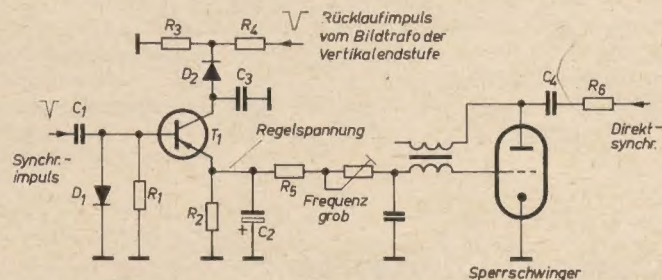 R3
R4
Rücklaufimpuls
vom Bildtrafo der
Vertikalendstufe
D2
C3
C4
R6
C1
T1
Regelspannung
Direkt-
synchr.
Synchr.-
impuls
D1
R1
R2
+
C2
R5
Frequenz
grob
Sperrschwinger